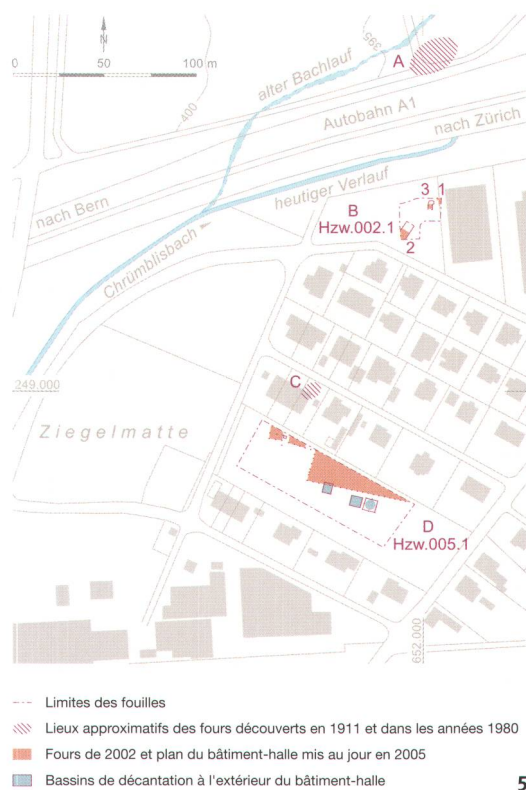 N
0 50 100 m
395
A
alter Bachlauf
400
Autobahn A1
nach Zürich
nach Bern
heutiger Verlauf
3 1
B
Hzw.002.1
2
Chrümblisbach
249.000
C
Ziegelmatte
D
Hzw.005.1
652.000
Limites des fouilles
Lieux approximatifs des fours découverts en 1911 et dans les années 1980
Fours de 2002 et plan du bâtiment-halle mis au jour en 2005
Bassins de décantation à l'extérieur du bâtiment-halle
5